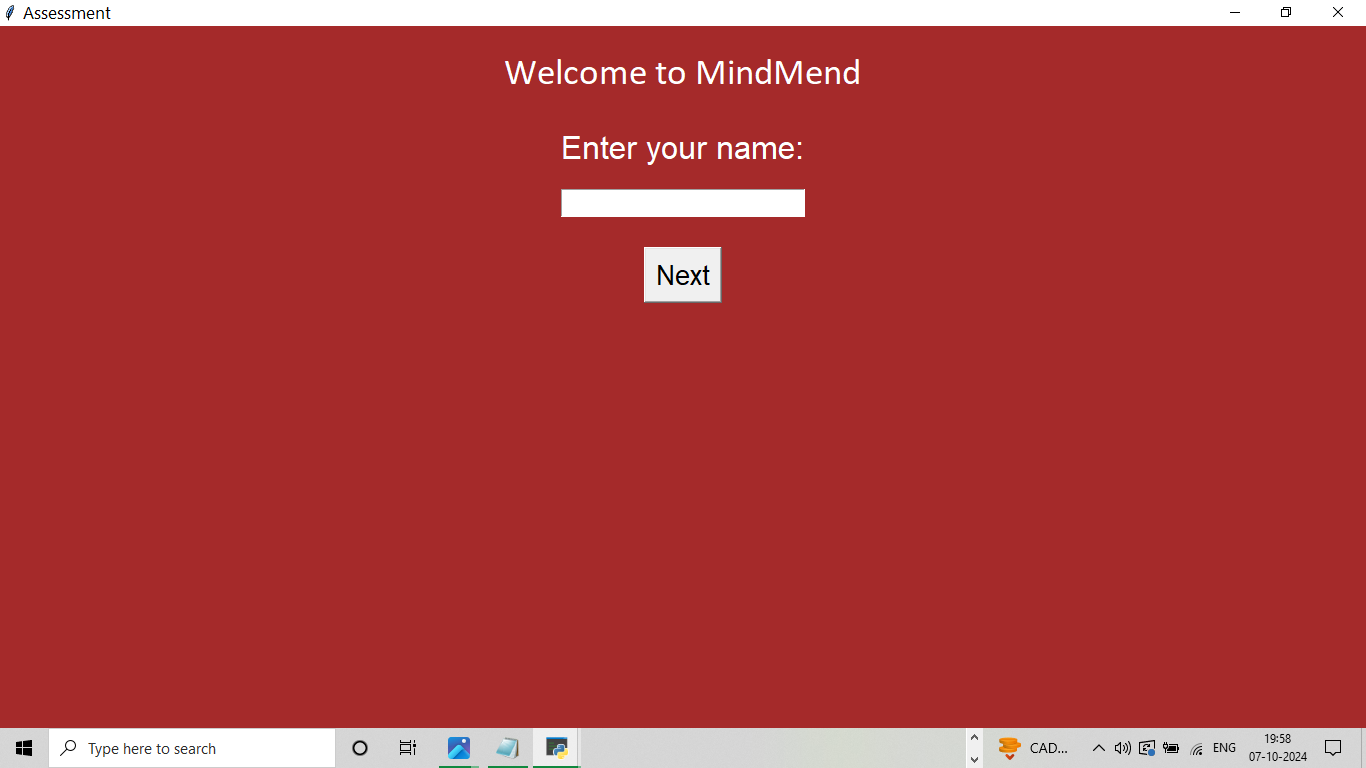 Assessment
Welcome to MindMend
Enter your name:
Next
Type here to search
CAD...
ENG
19:58
07-10-2024